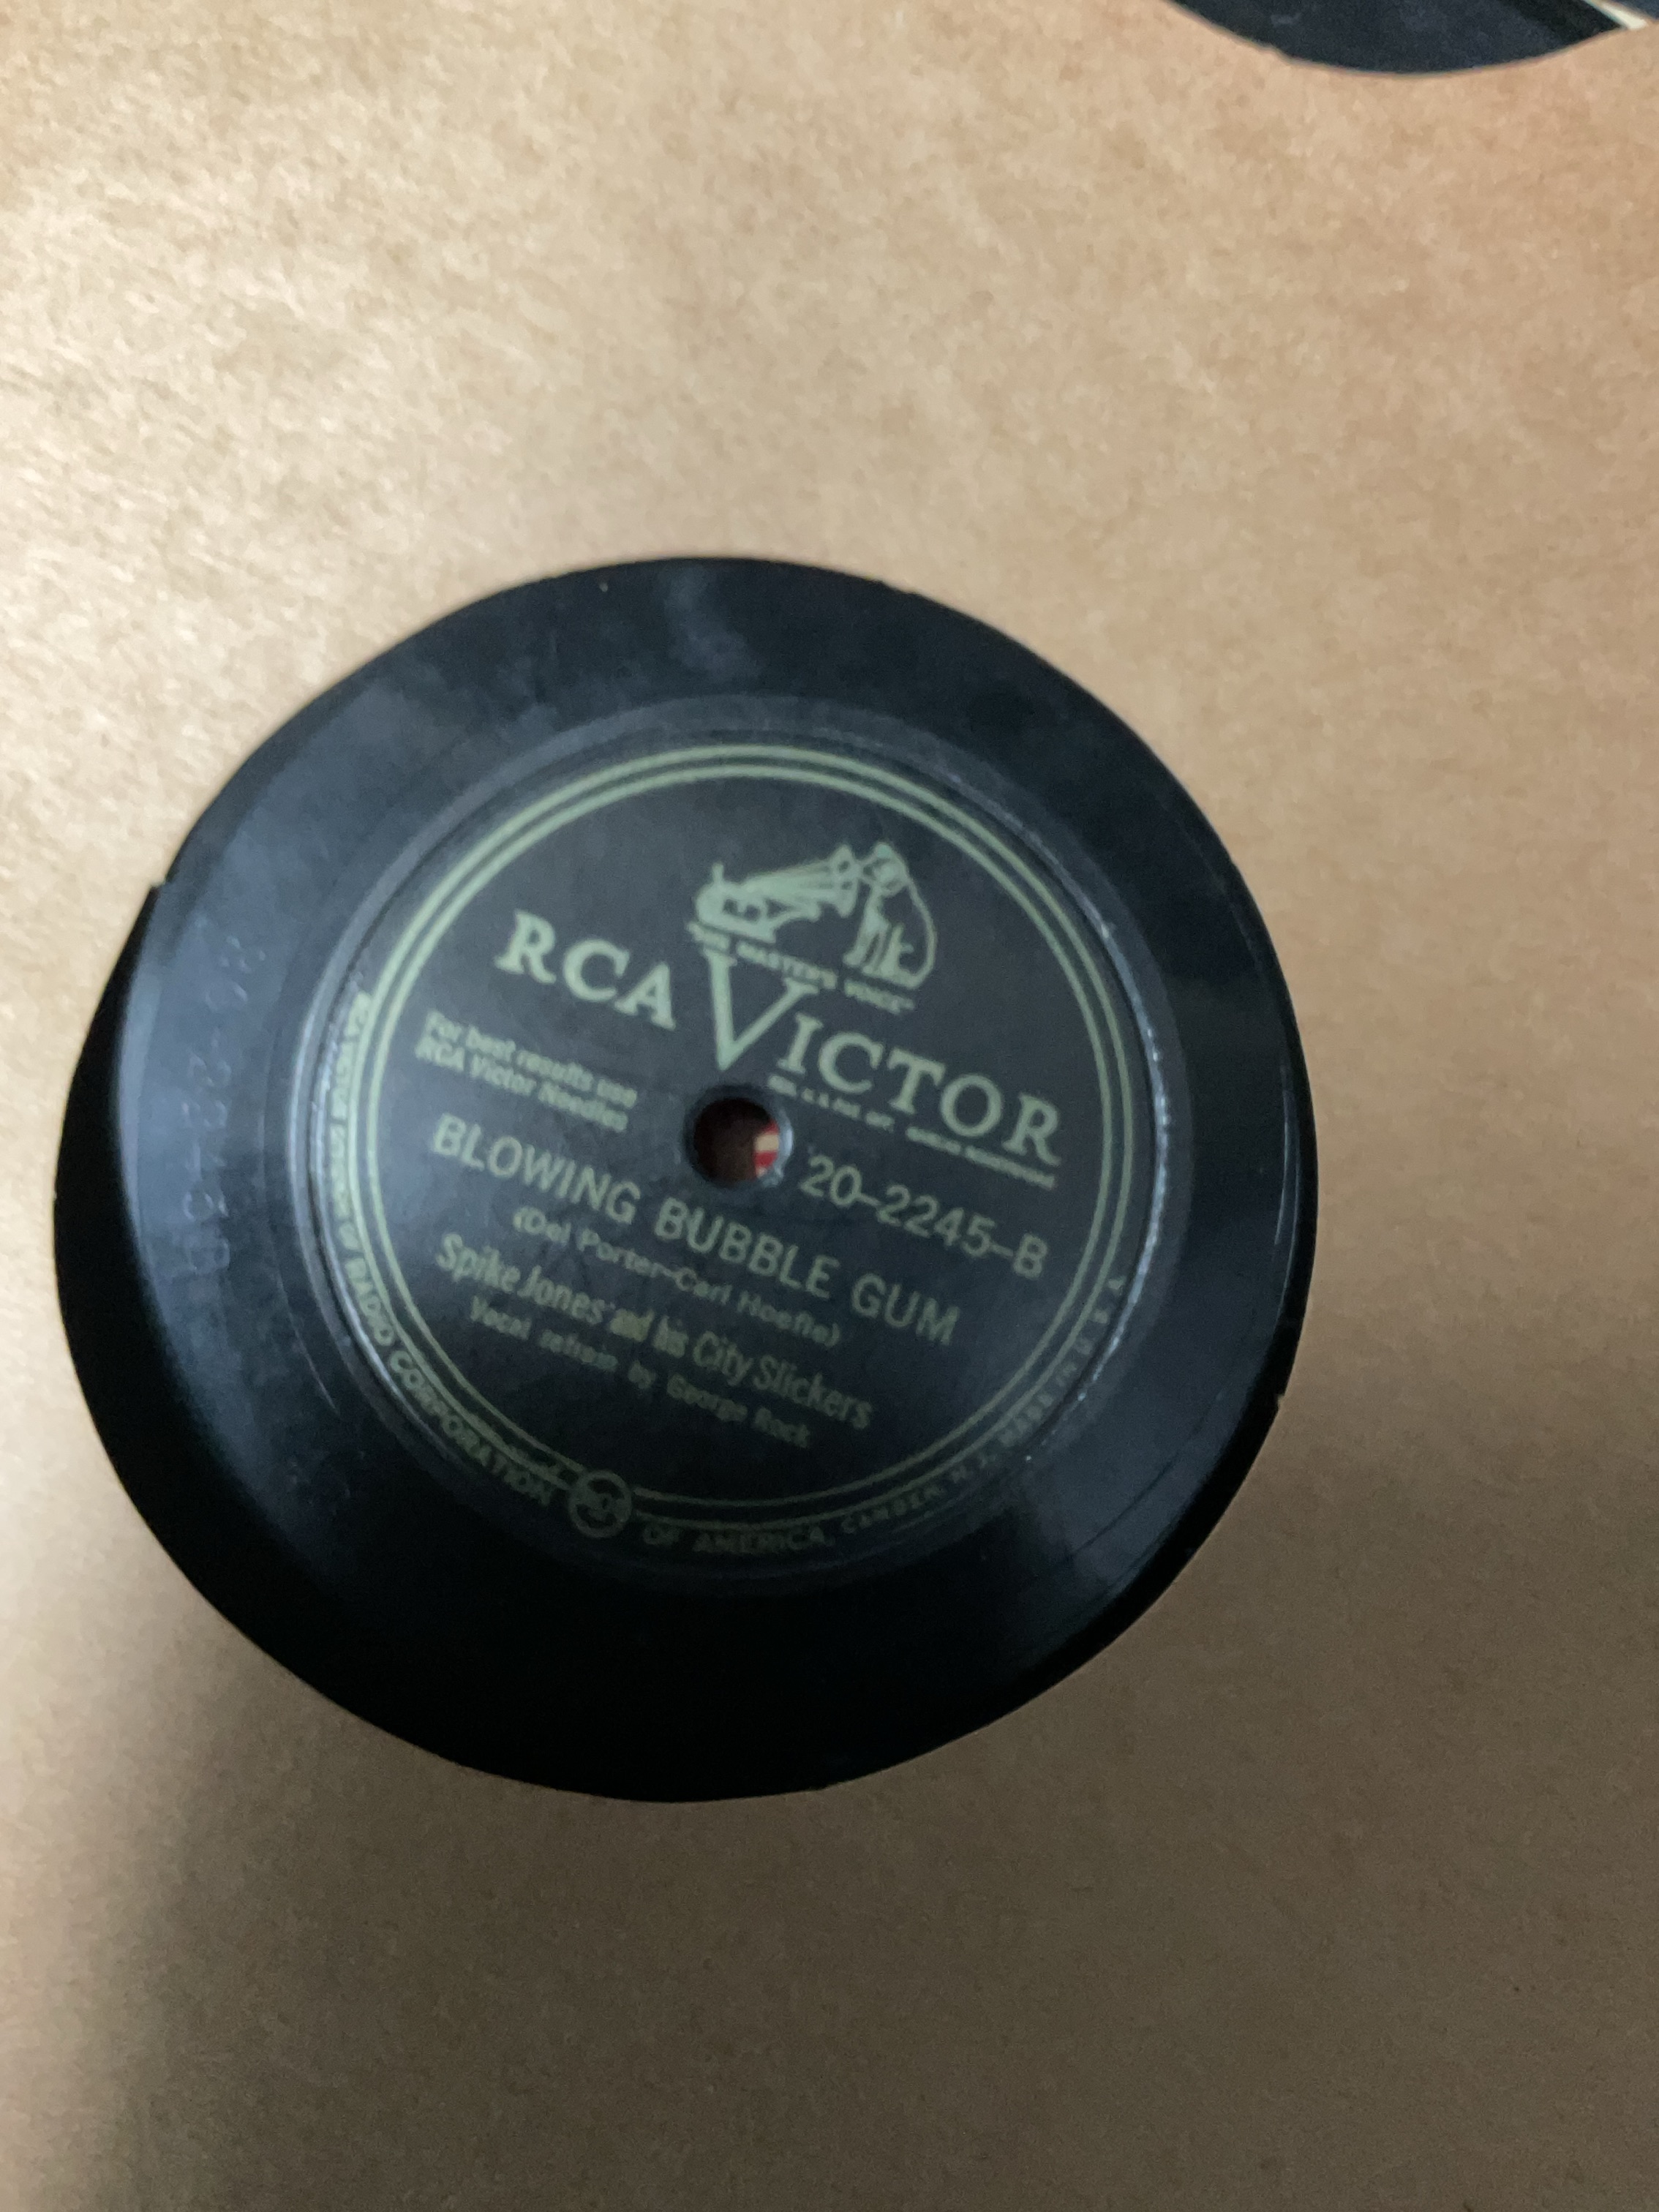 "HIS MASTER'S VOICE"
RCA VICTOR
For best results use
RCA Victor Needles
20-2245-B
BLOWING BUBBLE GUM
(Del Porter-Carl Hoefle)
Spike Jones and his City Slickers
Vocal refrain by George Rock
RADIO CORPORATION OF AMERICA, CAMDEN, N. J., MADE IN U. S. A.